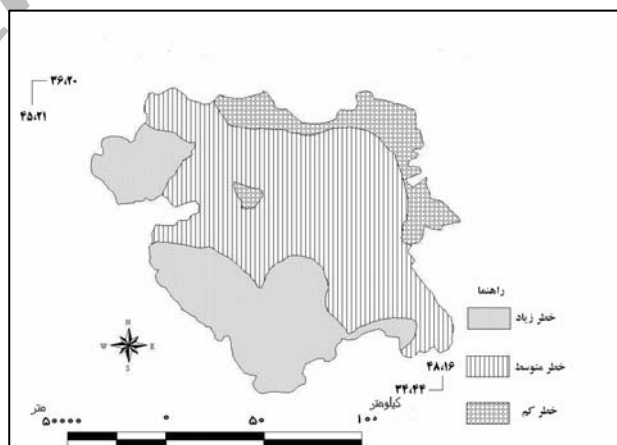 ۳۶،۲۰
۴۵،۲۱
راهنما
خطر زیاد
خطر متوسط
خطر کم
N
W E
S
۴۸،۱۶
۳۴،۴۴
متر کیلومتر
۵۰۰۰۰ ۰ ۵۰ ۱۰۰